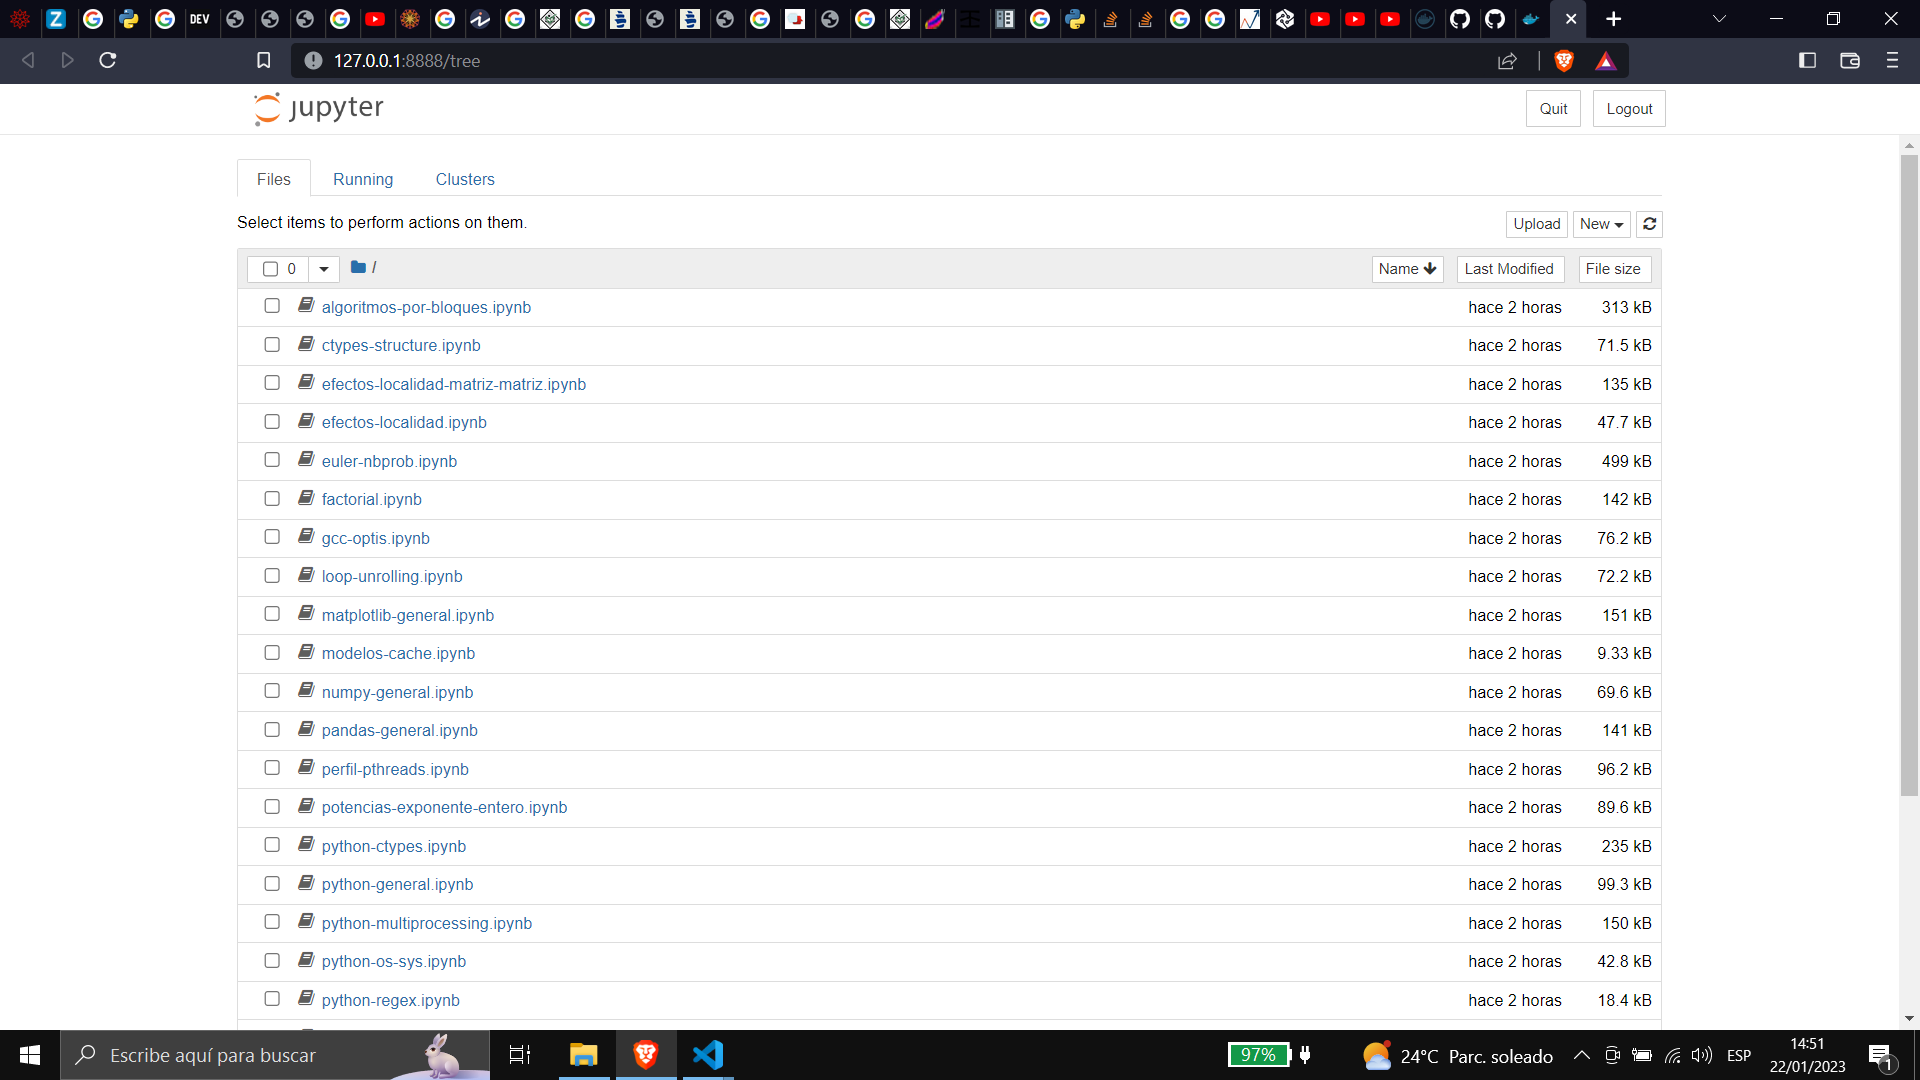 DEV
127.0.0.1:8888/tree
jupyter
Quit
Logout
Files
Running
Clusters
Select items to perform actions on them.
Upload
New
0
/
Name
Last Modified
File size
algoritmos-por-bloques.ipynb hace 2 horas 313 kB
ctypes-structure.ipynb hace 2 horas 71.5 kB
efectos-localidad-matriz-matriz.ipynb hace 2 horas 135 kB
efectos-localidad.ipynb hace 2 horas 47.7 kB
euler-nbprob.ipynb hace 2 horas 499 kB
factorial.ipynb hace 2 horas 142 kB
gcc-optis.ipynb hace 2 horas 76.2 kB
loop-unrolling.ipynb hace 2 horas 72.2 kB
matplotlib-general.ipynb hace 2 horas 151 kB
modelos-cache.ipynb hace 2 horas 9.33 kB
numpy-general.ipynb hace 2 horas 69.6 kB
pandas-general.ipynb hace 2 horas 141 kB
perfil-pthreads.ipynb hace 2 horas 96.2 kB
potencias-exponente-entero.ipynb hace 2 horas 89.6 kB
python-ctypes.ipynb hace 2 horas 235 kB
python-general.ipynb hace 2 horas 99.3 kB
python-multiprocessing.ipynb hace 2 horas 150 kB
python-os-sys.ipynb hace 2 horas 42.8 kB
python-regex.ipynb hace 2 horas 18.4 kB
Escribe aquí para buscar
97%
24°C Parc. soleado
ESP
14:51
22/01/2023
1